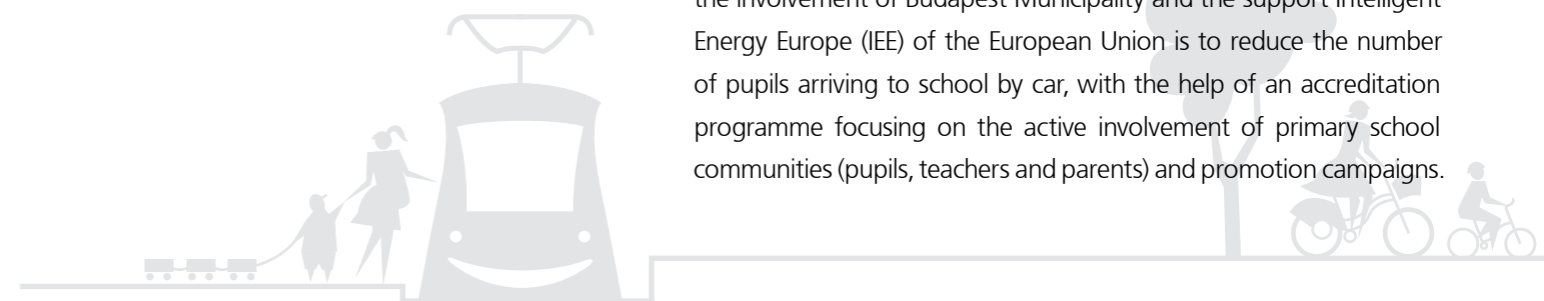 the involvement of Budapest Municipality and the support Intelligent
Energy Europe (IEE) of the European Union is to reduce the number
of pupils arriving to school by car, with the help of an accreditation
programme focusing on the active involvement of primary school
communities (pupils, teachers and parents) and promotion campaigns.